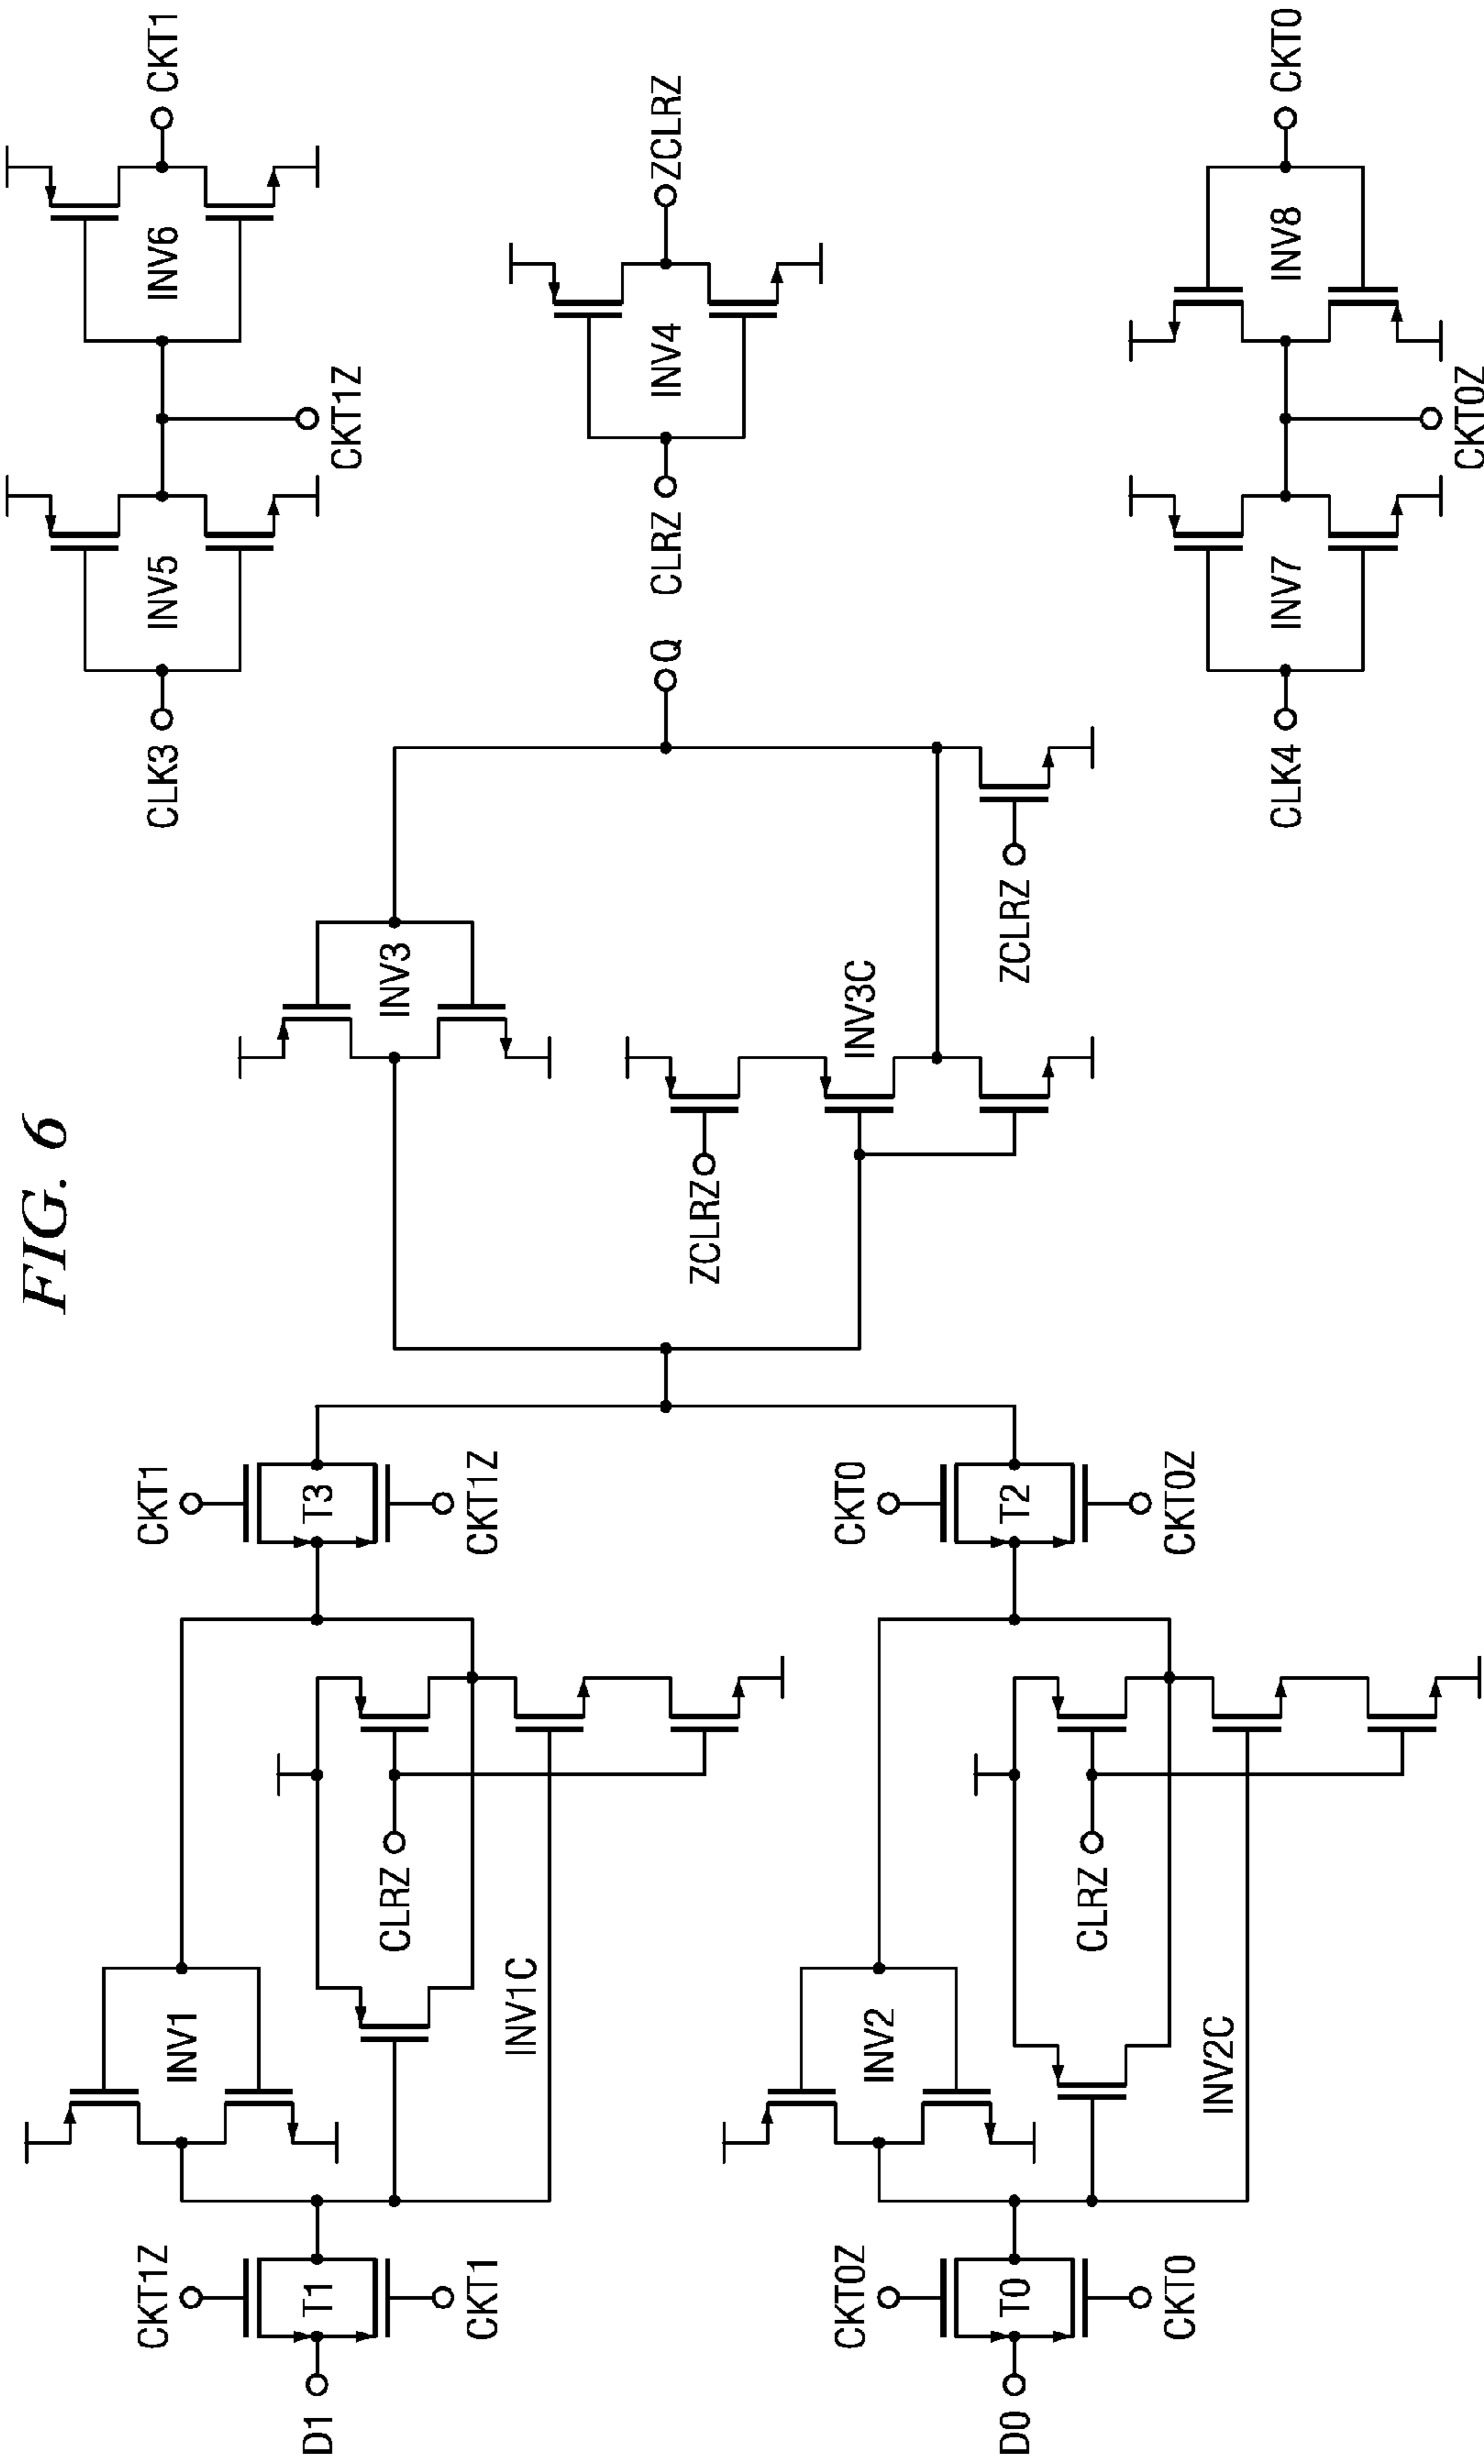 FIG. 6
CKT1Z
D1
T1
CKT1
INV1
CLRZ
INV1C
CKT1
T3
CKT1Z
CKT0Z
D0
T0
CKT0
INV2
CLRZ
INV2C
CKT0
T2
CKT0Z
INV3
ZCLRZ
INV3C
ZCLRZ
Q
CLK3
INV5
CKT1Z
INV6
CKT1
CLRZ
INV4
ZCLRZ
CLK4
INV7
CKT0Z
INV8
CKT0